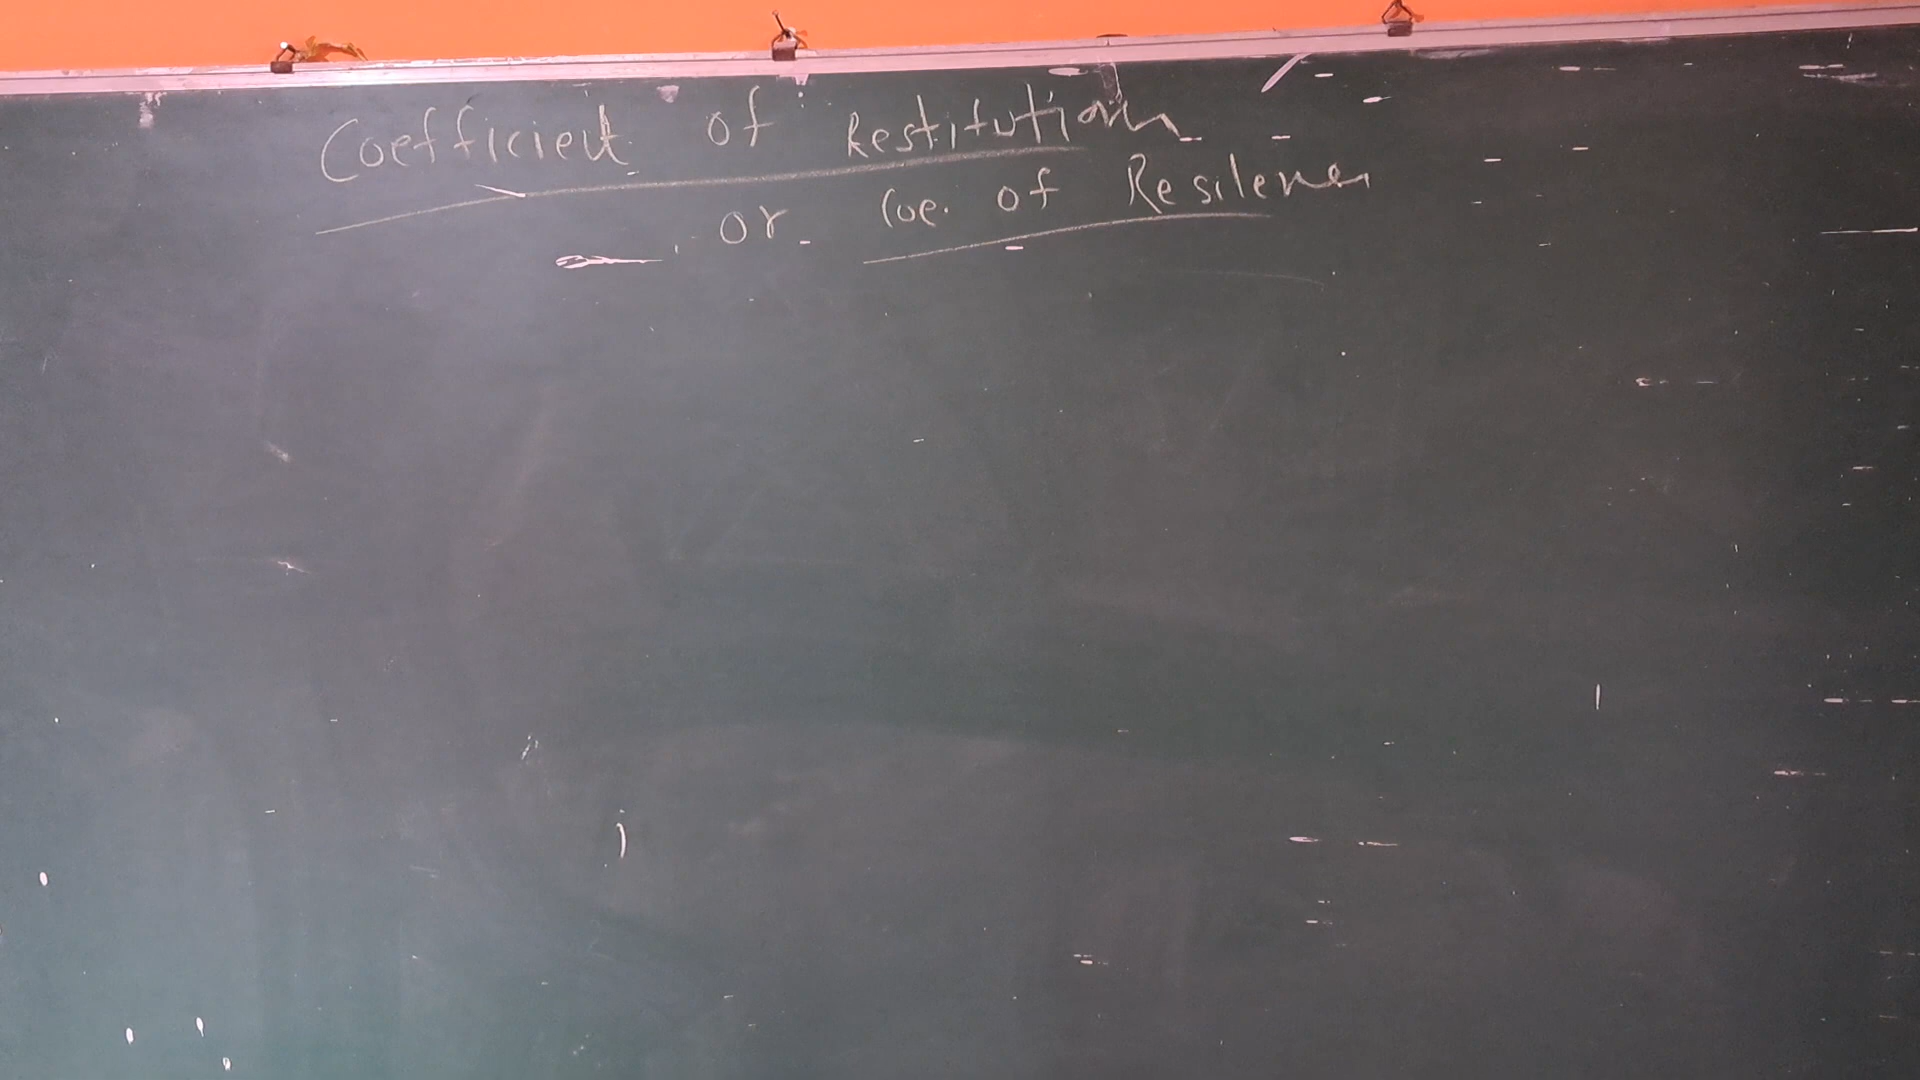 Coefficient of Restitution
or Coe. of Resilence